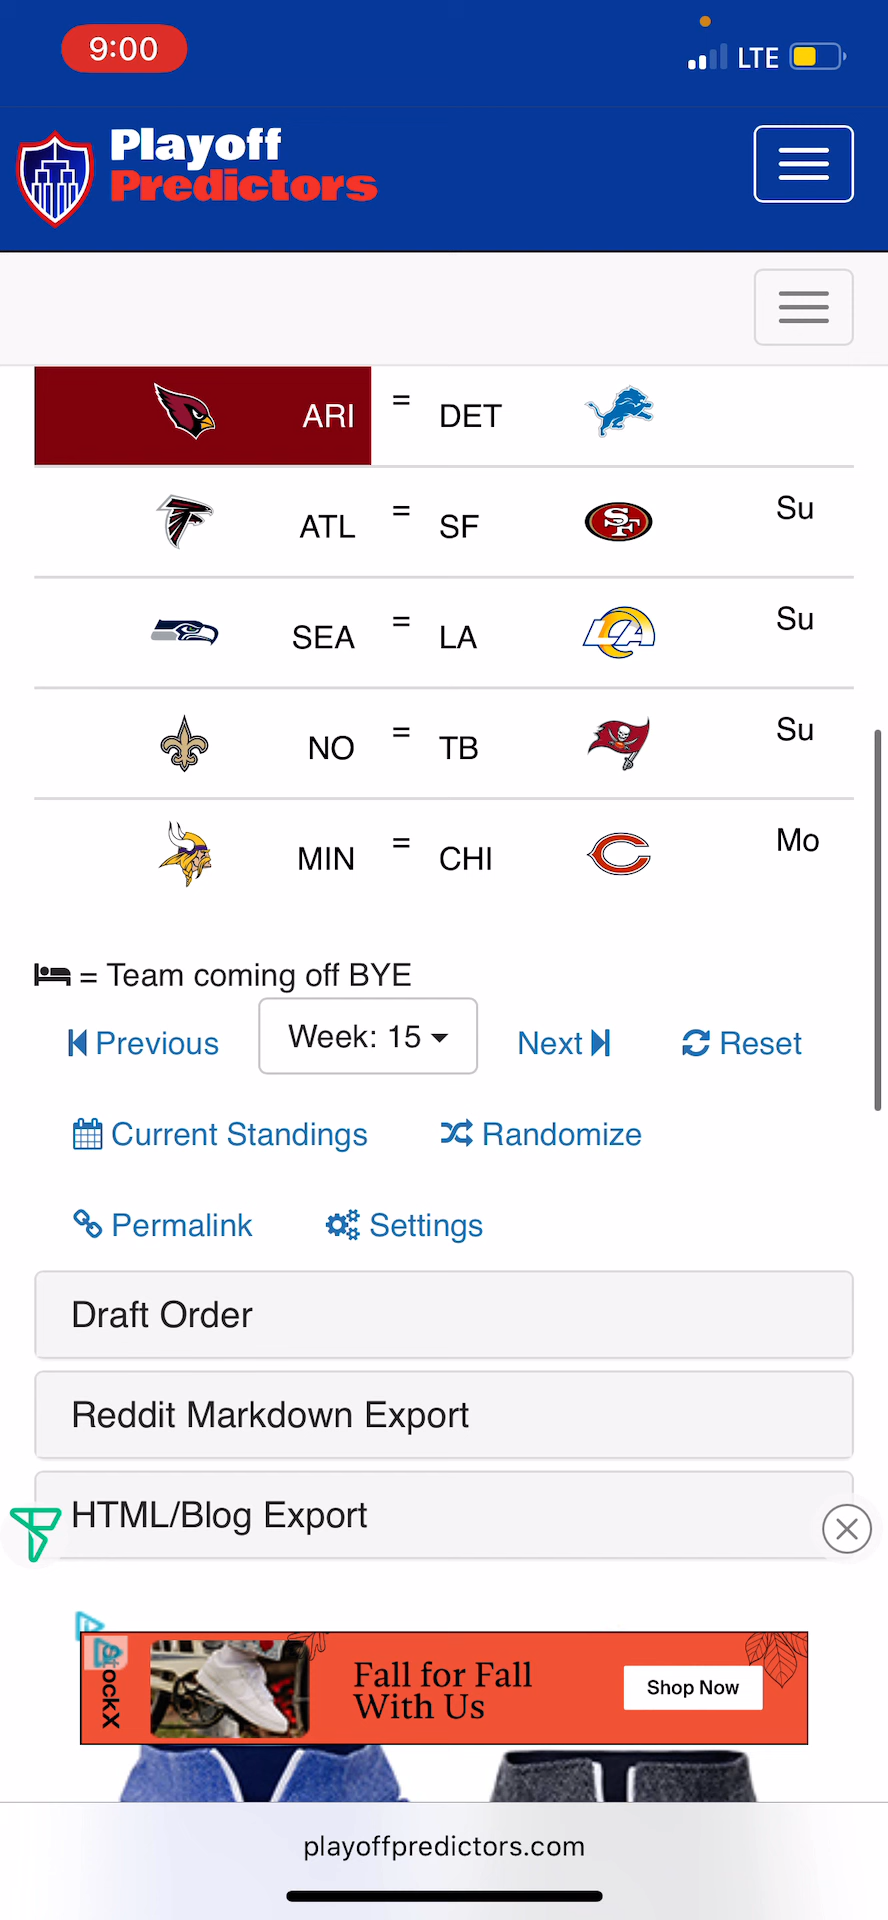 9:00
LTE
Playoff
Predictors
ARI = DET
ATL = SF Su
SEA = LA Su
NO = TB Su
MIN = CHI Mo
= Team coming off BYE
Previous Week: 15 Next Reset
Current Standings Randomize
Permalink Settings
Draft Order
Reddit Markdown Export
HTML/Blog Export
StockX
Fall for Fall
With Us
Shop Now
playoffpredictors.com